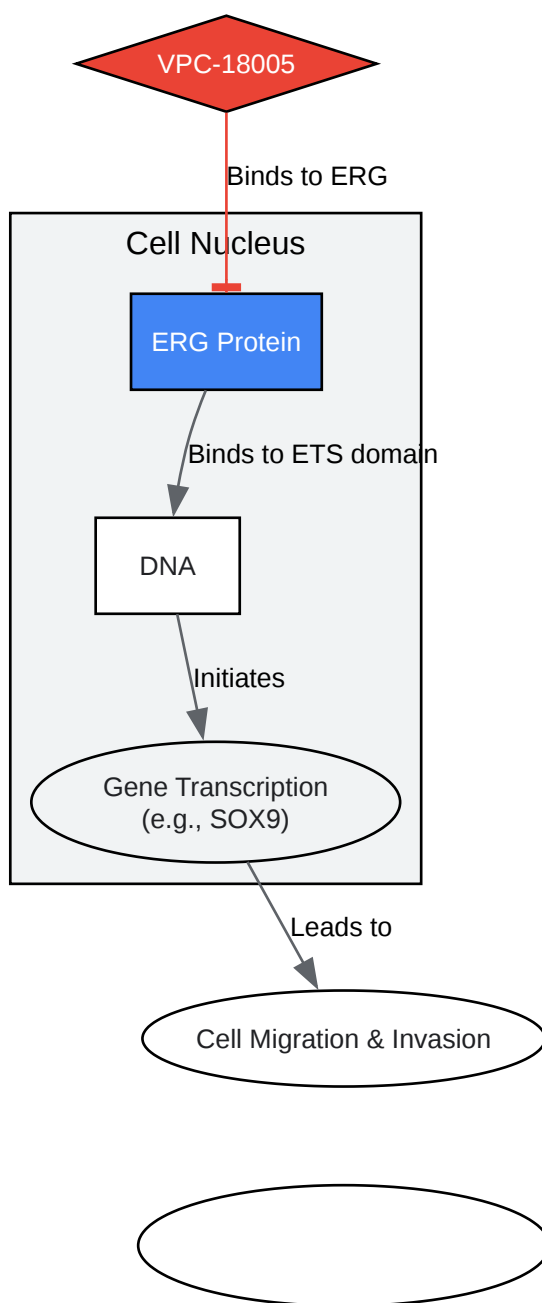 VPC-18005
Binds to ERG
Cell Nucleus
ERG Protein
Binds to ETS domain
DNA
Initiates
Gene Transcription
(e.g., SOX9)
Leads to
Cell Migration & Invasion